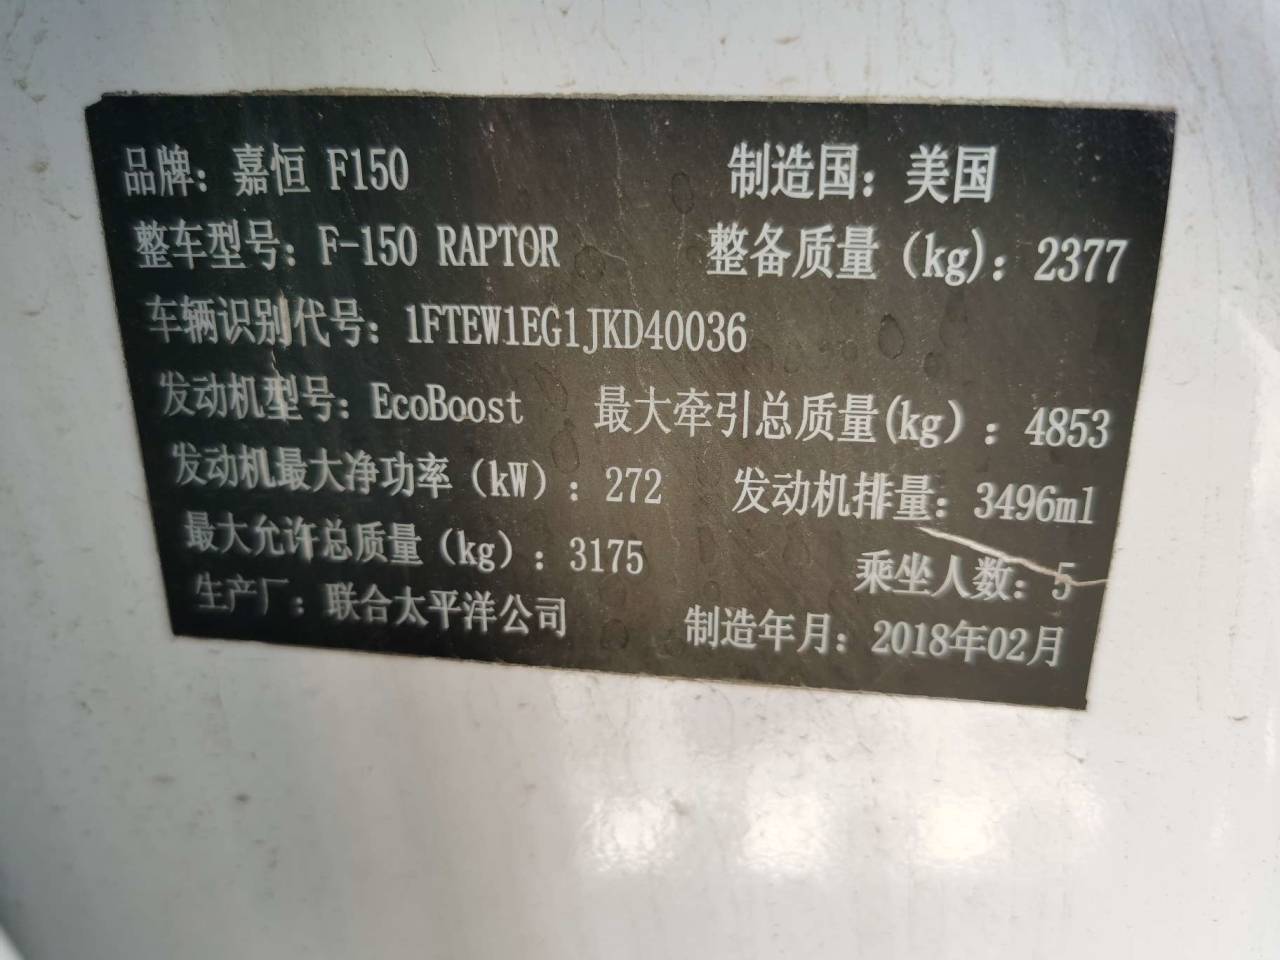 品牌：嘉恒 F150 制造国：美国
整车型号：F-150 RAPTOR 整备质量（kg)：2377
车辆识别代号：1FTEW1EG1JKD40036
发动机型号：EcoBoost 最大牵引总质量(kg）：4853
发动机最大净功率（kW）：272 发动机排量：3496ml
最大允许总质量（kg）：3175 乘坐人数：5
生产厂：联合太平洋公司 制造年月：2018年02月